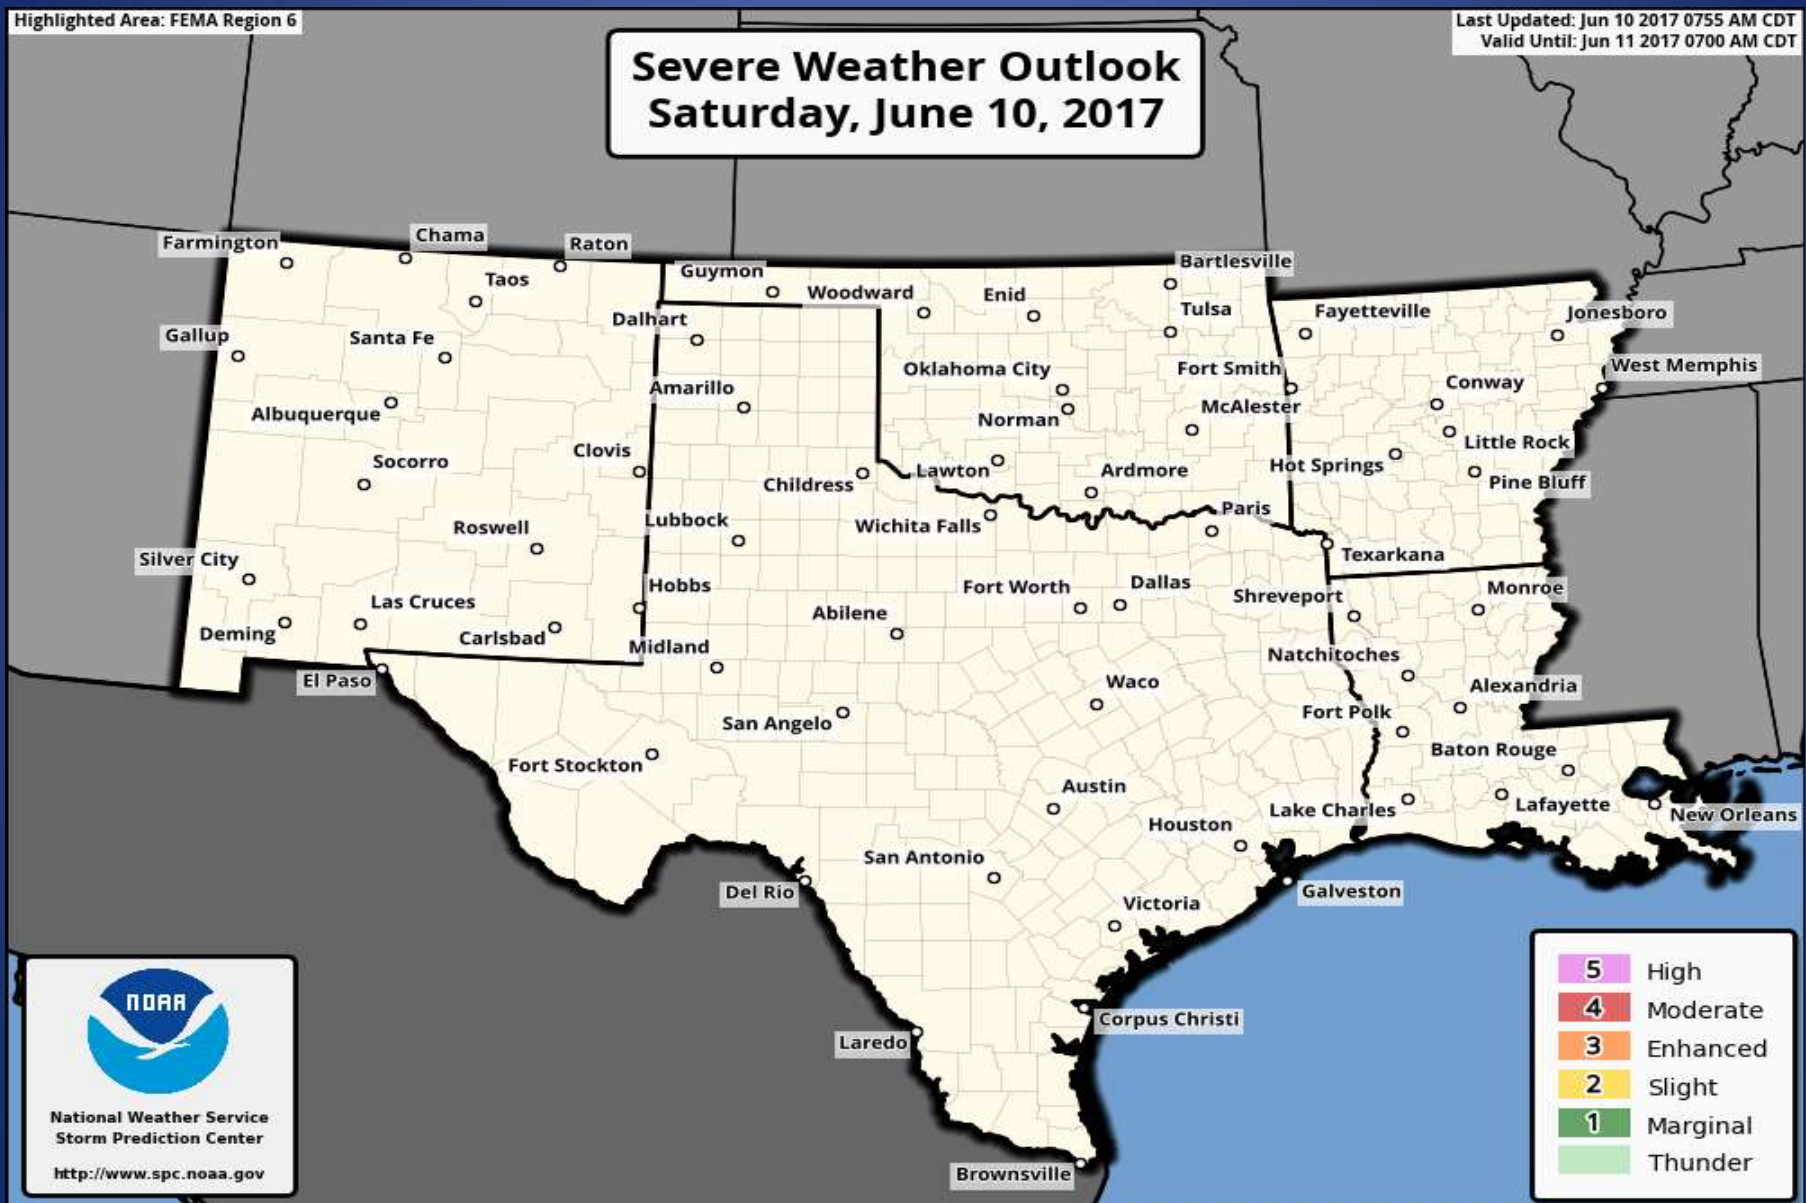 Highlighted Area: FEMA Region 6
Last Updated: Jun 10 2017 0755 AM CDT
Valid Until: Jun 11 2017 0700 AM CDT
Severe Weather Outlook
Saturday, June 10, 2017
Farmington
Chama
Raton
Taos
Guymon
Woodward
Enid
Bartlesville
Tulsa
Fayetteville
Jonesboro
Gallup
Santa Fe
Dalhart
Oklahoma City
Fort Smith
West Memphis
Albuquerque
Amarillo
Norman
McAlester
Conway
Little Rock
Socorro
Clovis
Childress
Lawton
Ardmore
Hot Springs
Pine Bluff
Roswell
Lubbock
Wichita Falls
Paris
Texarkana
Silver City
Hobbs
Fort Worth
Dallas
Shreveport
Monroe
Las Cruces
Deming
Carlsbad
Abilene
Midland
Natchitoches
El Paso
Waco
Alexandria
San Angelo
Fort Polk
Fort Stockton
Baton Rouge
Austin
Lake Charles
Lafayette
New Orleans
Houston
San Antonio
Del Rio
Galveston
Victoria
Corpus Christi
Laredo
Brownsville
NOAA
National Weather Service
Storm Prediction Center
http://www.spc.noaa.gov
5 High
4 Moderate
3 Enhanced
2 Slight
1 Marginal
Thunder